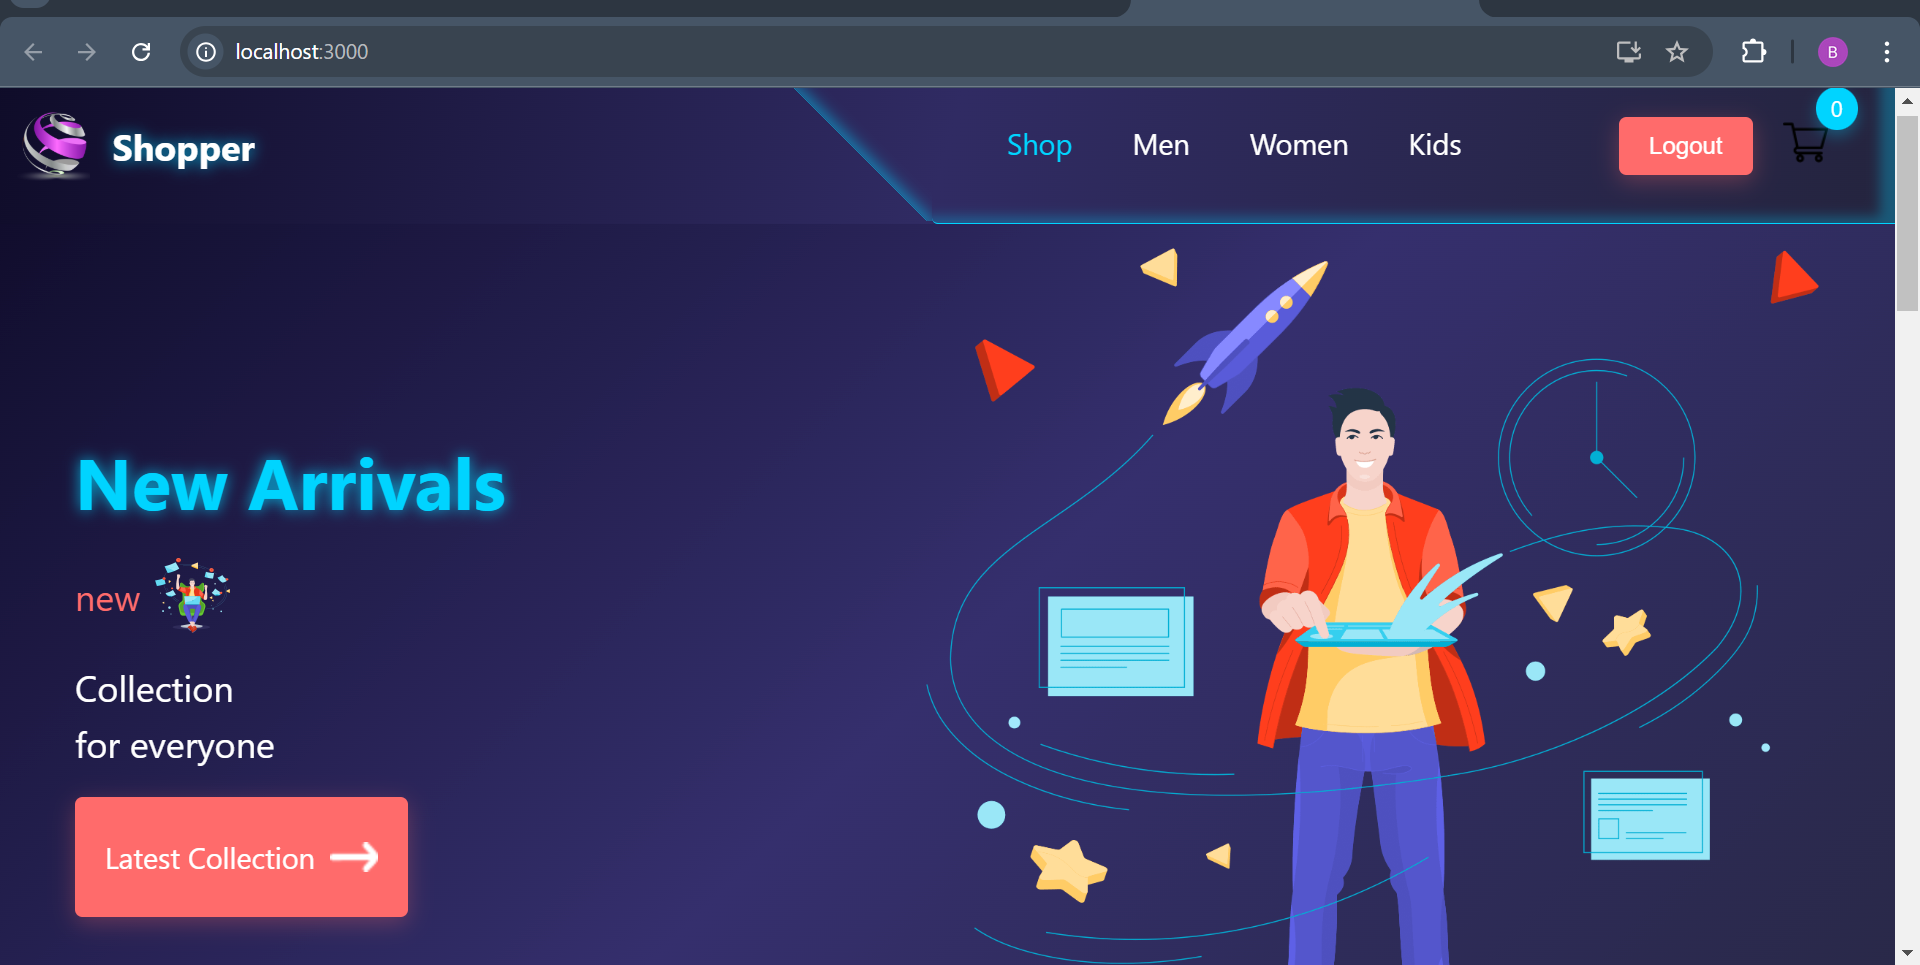 localhost:3000
B
Shopper
Shop Men Women Kids Logout 0
New Arrivals
new
Collection
for everyone
Latest Collection